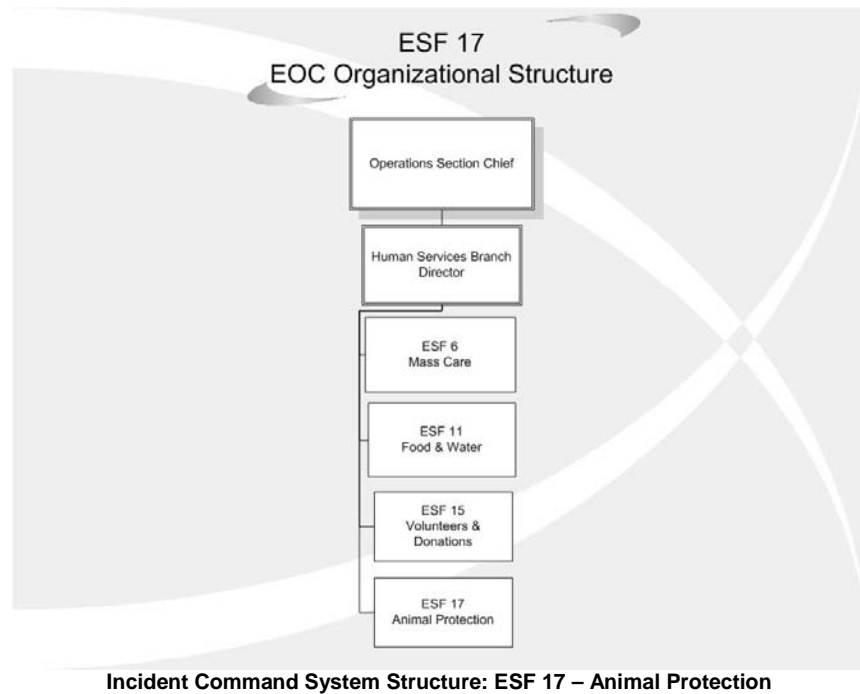 ESF 17
EOC Organizational Structure
Operations Section Chief
Human Services Branch
Director
ESF 6
Mass Care
ESF 11
Food & Water
ESF 15
Volunteers &
Donations
ESF 17
Animal Protection
Incident Command System Structure: ESF 17 – Animal Protection